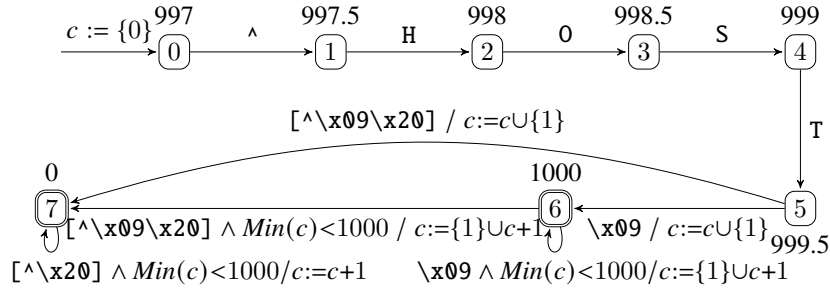 997 997.5 998 998.5 999
c := {0} 0 ^ 1 H 2 O 3 S 4
[^\x09\x20] / c:=c∪{1} T
0 1000
7 6 5
[^\x09\x20] ∧ Min(c)<1000 / c:={1}∪c+1 \x09 / c:=c∪{1} 999.5
[^\x20] ∧ Min(c)<1000/c:=c+1 \x09 ∧ Min(c)<1000/c:={1}∪c+1